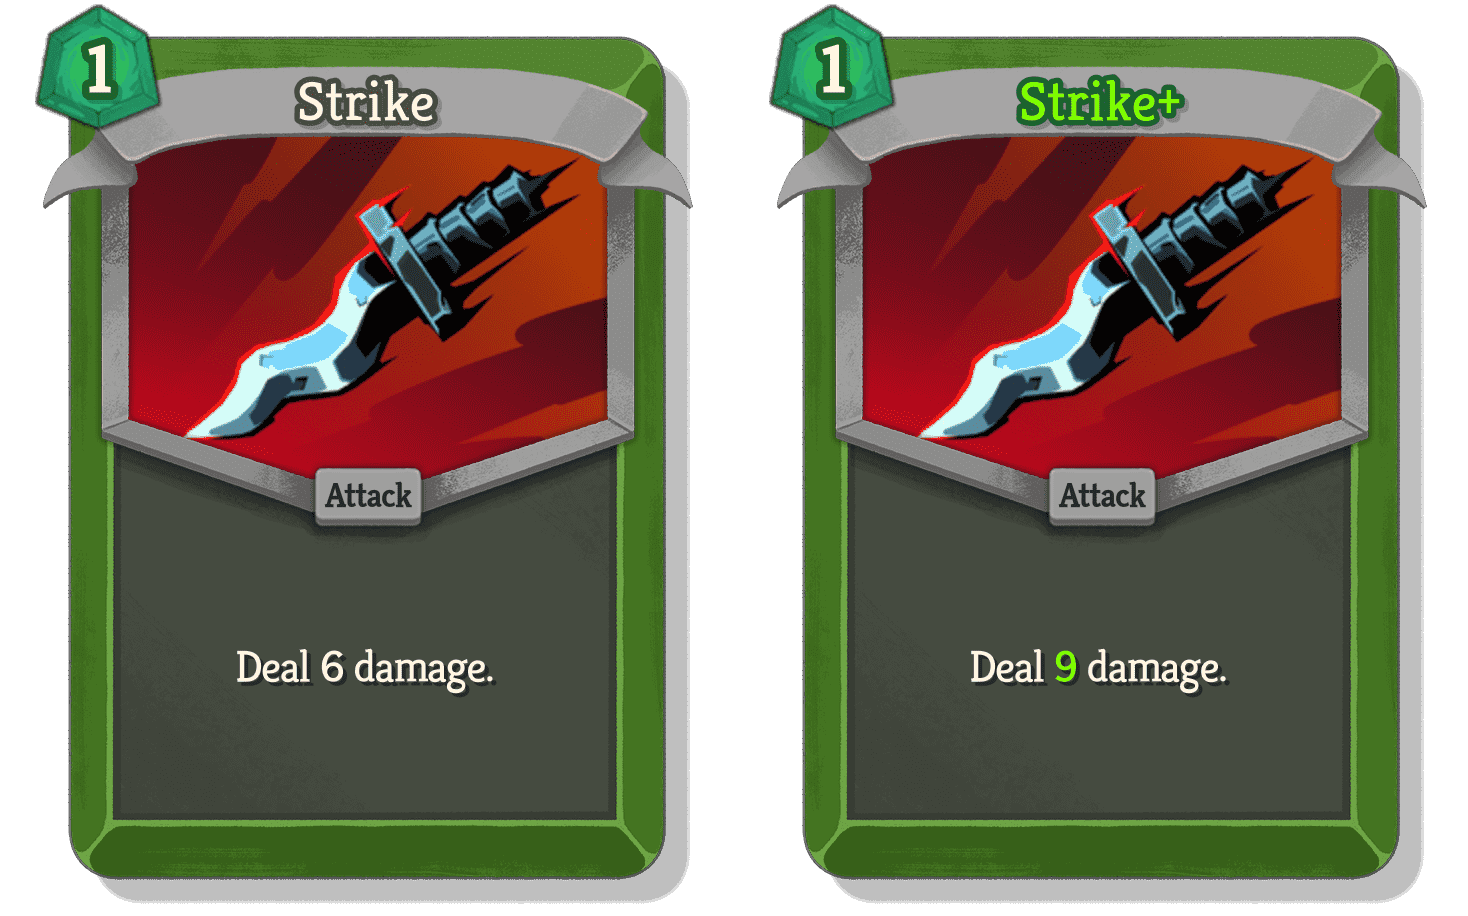 1
Strike
Attack
Deal 6 damage.
1
Strike+
Attack
Deal 9 damage.